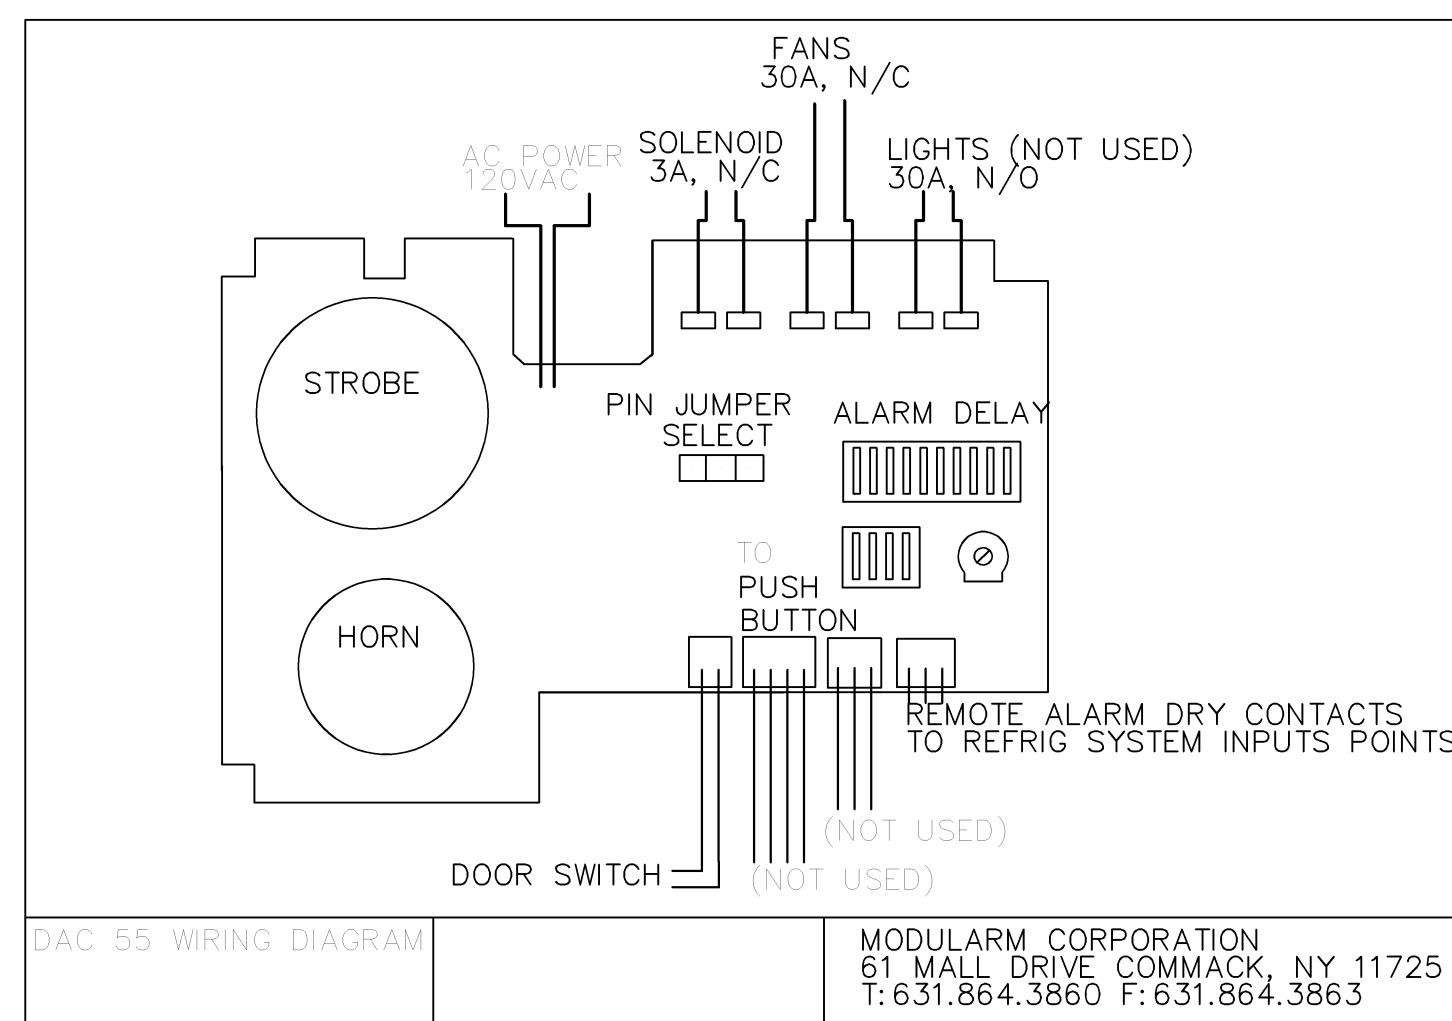 FANS
30A, N/C
SOLENOID
3A, N/C
AC POWER
120VAC
LIGHTS (NOT USED)
30A, N/O
STROBE
PIN JUMPER
SELECT
ALARM DELAY
TO
PUSH
BUTTON
HORN
REMOTE ALARM DRY CONTACTS
TO REFRIG SYSTEM INPUTS POINTS
(NOT USED)
DOOR SWITCH
(NOT USED)
DAC 55 WIRING DIAGRAM
MODULARM CORPORATION
61 MALL DRIVE COMMACK, NY 11725
T:631.864.3860 F:631.864.3863